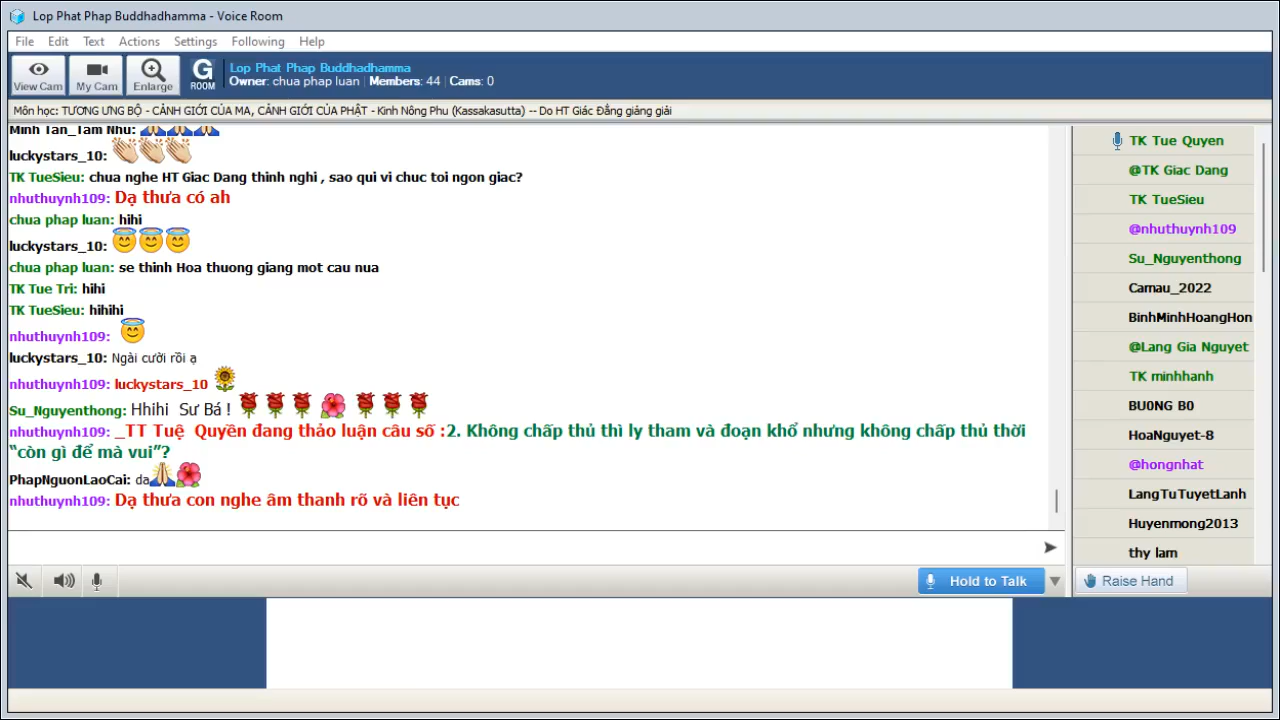 Lop Phat Phap Buddhadhamma - Voice Room
File Edit Text Actions Settings Following Help
View Cam My Cam Enlarge G ROOM
Lop Phat Phap Buddhadhamma
Owner: chua phap luan Members: 44 Cams: 0
Môn học: TƯƠNG ƯNG BỘ - CẢNH GIỚI CỦA MA, CẢNH GIỚI CỦA PHẬT - Kinh Nông Phu (Kassakasutta) -- Do HT Giác Đẳng giảng giải
Minh Tan_Tam Nhu:
luckystars_10:
TK TueSieu: chua nghe HT Giac Dang thinh nghi , sao qui vi chuc toi ngon giac?
nhuthuynh109: Dạ thưa có ah
chua phap luan: hihi
luckystars_10:
chua phap luan: se thinh Hoa thuong giang mot cau nua
TK Tue Tri: hihi
TK TueSieu: hihihi
nhuthuynh109:
luckystars_10: Ngài cười rồi ạ
nhuthuynh109: luckystars_10
Su_Nguyenthong: Hhihi Sư Bá !
nhuthuynh109: _TT Tuệ Quyền đang thảo luận câu số :2. Không chấp thủ thì ly tham và đoạn khổ nhưng không chấp thủ thời
“còn gì để mà vui”?
PhapNguonLaoCai: da
nhuthuynh109: Dạ thưa con nghe âm thanh rõ và liên tục
Hold to Talk
TK Tue Quyen
@TK Giac Dang
TK TueSieu
@nhuthuynh109
Su_Nguyenthong
Camau_2022
BinhMinhHoangHon
@Lang Gia Nguyet
TK minhhanh
BU0NG B0
HoaNguyet-8
@hongnhat
LangTuTuyetLanh
Huyenmong2013
thy lam
Raise Hand